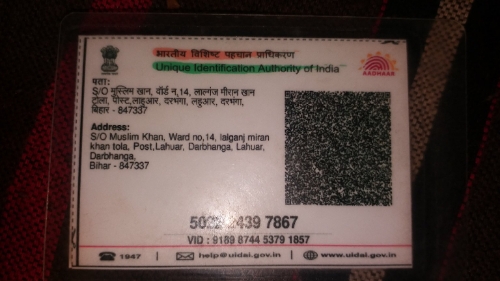 भारतीय विशिष्ट पहचान प्राधिकरण
Unique Identification Authority of India
AADHAAR
पता:
S/O मुस्लिम खान, वॉर्ड न,14, लालगंज मीरान खान
टोला, पोस्ट,लाहुआर, दरभंगा, लहुआर, दरभंगा,
बिहार - 847337
Address:
S/O Muslim Khan, Ward no,14, lalganj miran
khan tola, Post,Lahuar, Darbhanga, Lahuar,
Darbhanga,
Bihar - 847337
439 7867
VID : 9189 8744 5379 1857
1947 | help@uidai.gov.in | www.uidai.gov.in